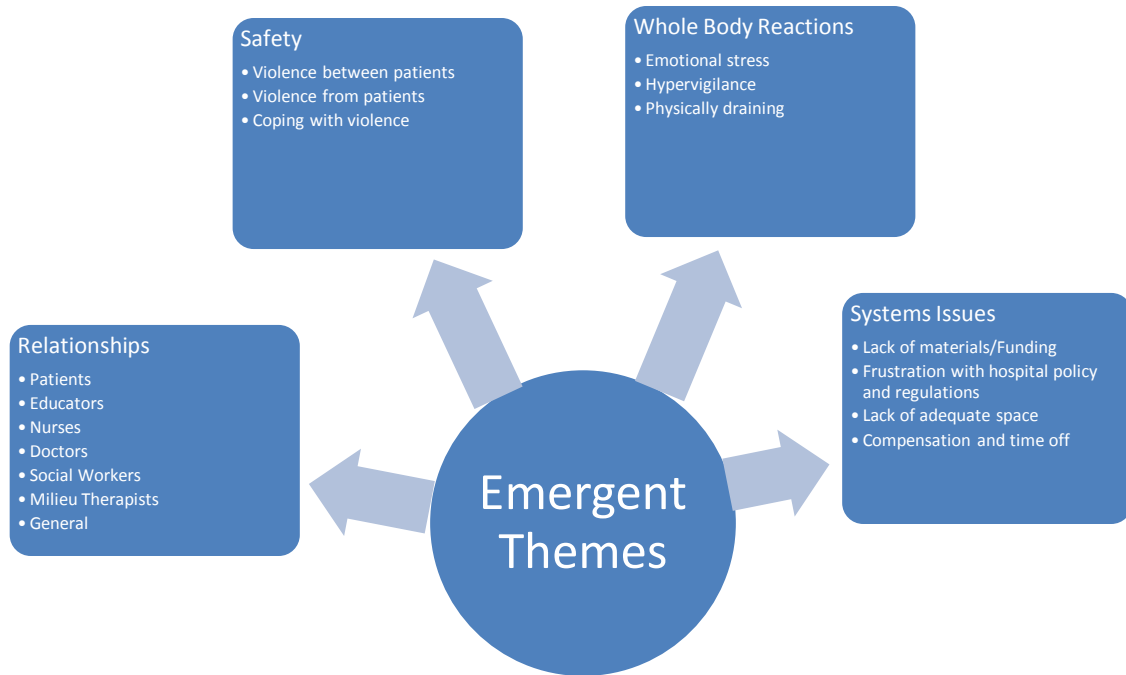 Safety
• Violence between patients
• Violence from patients
• Coping with violence
Whole Body Reactions
• Emotional stress
• Hypervigilance
• Physically draining
Relationships
• Patients
• Educators
• Nurses
• Doctors
• Social Workers
• Milieu Therapists
• General
Systems Issues
• Lack of materials/Funding
• Frustration with hospital policy
and regulations
• Lack of adequate space
• Compensation and time off
Emergent
Themes